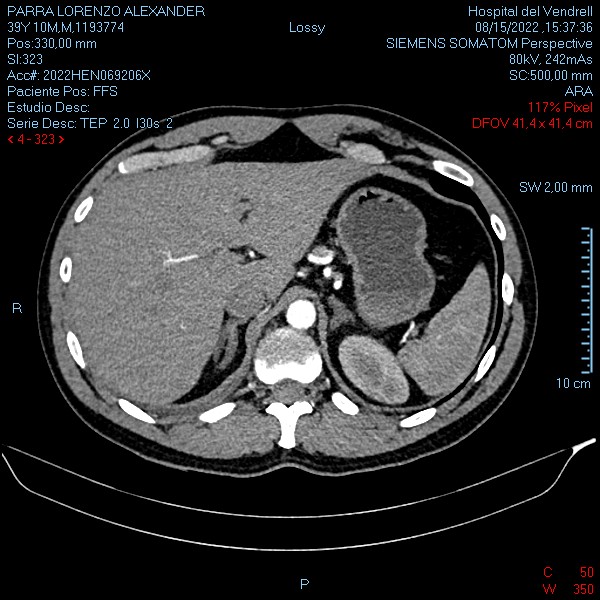 PARRA LORENZO ALEXANDER
39Y 10M,M,1193774
Pos:330,00 mm
SI:323
Acc#: 2022HEN069206X
Paciente Pos: FFS
Estudio Desc:
Serie Desc: TEP 2.0 I30s 2
< 4 - 323 >
Lossy
Hospital del Vendrell
08/15/2022 ,15:37:36
SIEMENS SOMATOM Perspective
80kV, 242mAs
SC:500,00 mm
ARA
117% Pixel
DFOV 41,4 x 41,4 cm
SW 2,00 mm
R
10 cm
P
C 50
W 350